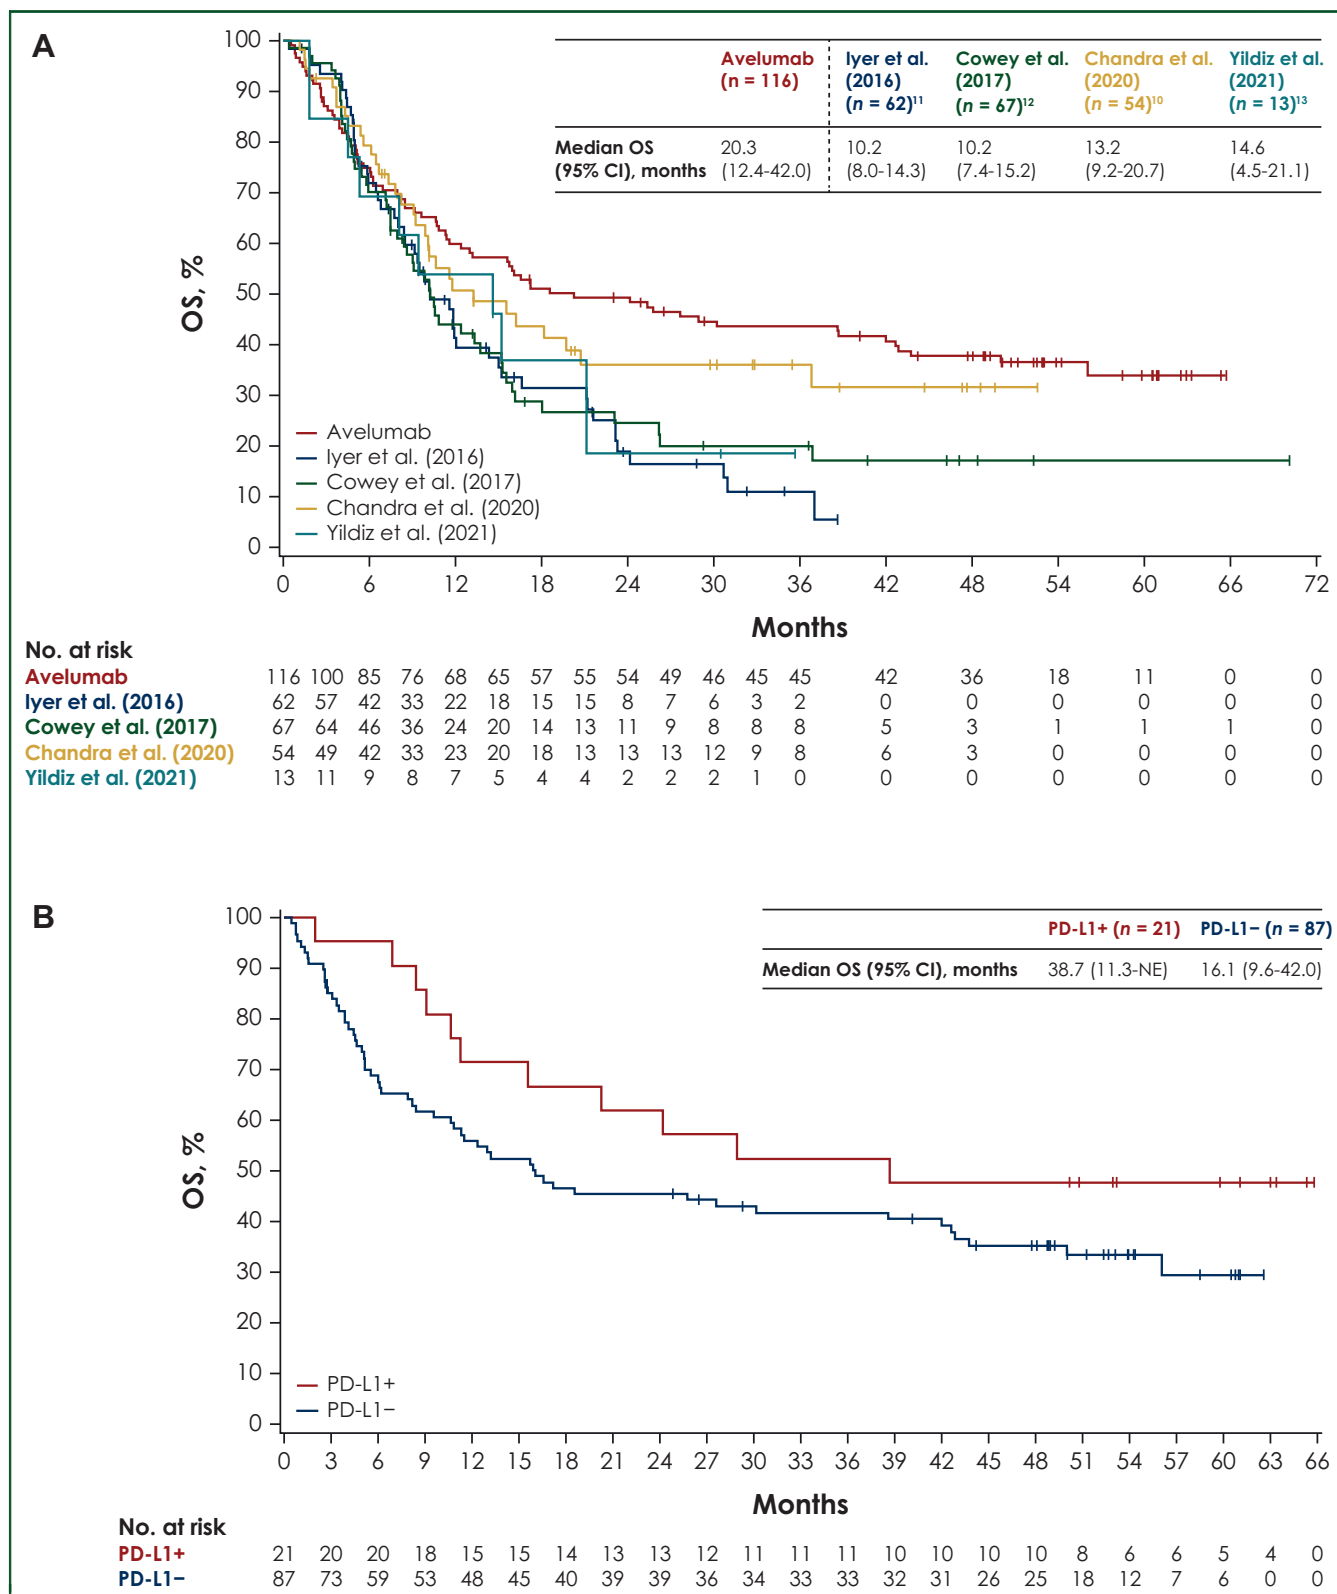 A
Avelumab (n = 116) Iyer et al. (2016) (n = 62)11 Cowey et al. (2017) (n = 67)12 Chandra et al. (2020) (n = 54)10 Yildiz et al. (2021) (n = 13)13
Median OS (95% CI), months 20.3 (12.4-42.0) 10.2 (8.0-14.3) 10.2 (7.4-15.2) 13.2 (9.2-20.7) 14.6 (4.5-21.1)
OS, %
100
90
80
70
60
50
40
30
20
10
0
Avelumab
Iyer et al. (2016)
Cowey et al. (2017)
Chandra et al. (2020)
Yildiz et al. (2021)
0 6 12 18 24 30 36 42 48 54 60 66 72
Months
No. at risk
Avelumab 116 100 85 76 68 65 57 55 54 49 46 45 45 42 36 18 11 0 0
Iyer et al. (2016) 62 57 42 33 22 18 15 15 8 7 6 3 2 0 0 0 0 0 0
Cowey et al. (2017) 67 64 46 36 24 20 14 13 11 9 8 8 8 5 3 1 1 1 0
Chandra et al. (2020) 54 49 42 33 23 20 18 13 13 13 12 9 8 6 3 0 0 0 0
Yildiz et al. (2021) 13 11 9 8 7 5 4 4 2 2 2 1 0 0 0 0 0 0 0
B
PD-L1+ (n = 21) PD-L1− (n = 87)
Median OS (95% CI), months 38.7 (11.3-NE) 16.1 (9.6-42.0)
OS, %
100
90
80
70
60
50
40
30
20
10
0
PD-L1+
PD-L1−
0 3 6 9 12 15 18 21 24 27 30 33 36 39 42 45 48 51 54 57 60 63 66
Months
No. at risk
PD-L1+ 21 20 20 18 15 15 14 13 13 12 11 11 11 10 10 10 10 8 6 6 5 4 0
PD-L1− 87 73 59 53 48 45 40 39 39 36 34 33 33 32 31 26 25 18 12 7 6 0 0